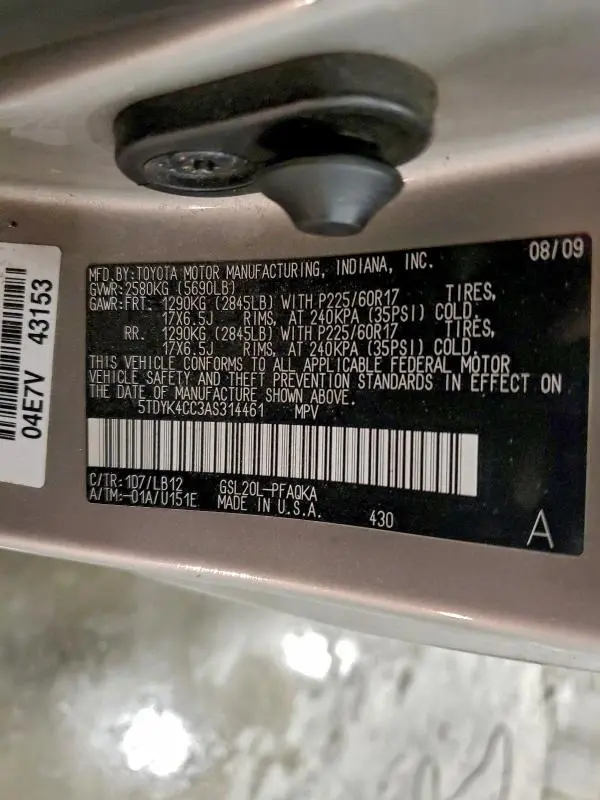 MFD. BY: TOYOTA MOTOR MANUFACTURING, INDIANA, INC. 08/09
GVWR: 2580KG (5690LB)
GAWR: FRT. 1290KG (2845LB) WITH P225/60R17 TIRES,
17X6.5J RIMS, AT 240KPA (35PSI) COLD.
RR. 1290KG (2845LB) WITH P225/60R17 TIRES,
17X6.5J RIMS, AT 240KPA (35PSI) COLD.
THIS VEHICLE CONFORMS TO ALL APPLICABLE FEDERAL MOTOR
VEHICLE SAFETY AND THEFT PREVENTION STANDARDS IN EFFECT ON
THE DATE OF MANUFACTURE SHOWN ABOVE.
5TDYK4CC3AS314461 MPV
C/TR: 1D7/LB12 GSL20L-PFAQKA
A/TM: -01A/U151E MADE IN U.S.A. 430 A
04E7V 43153